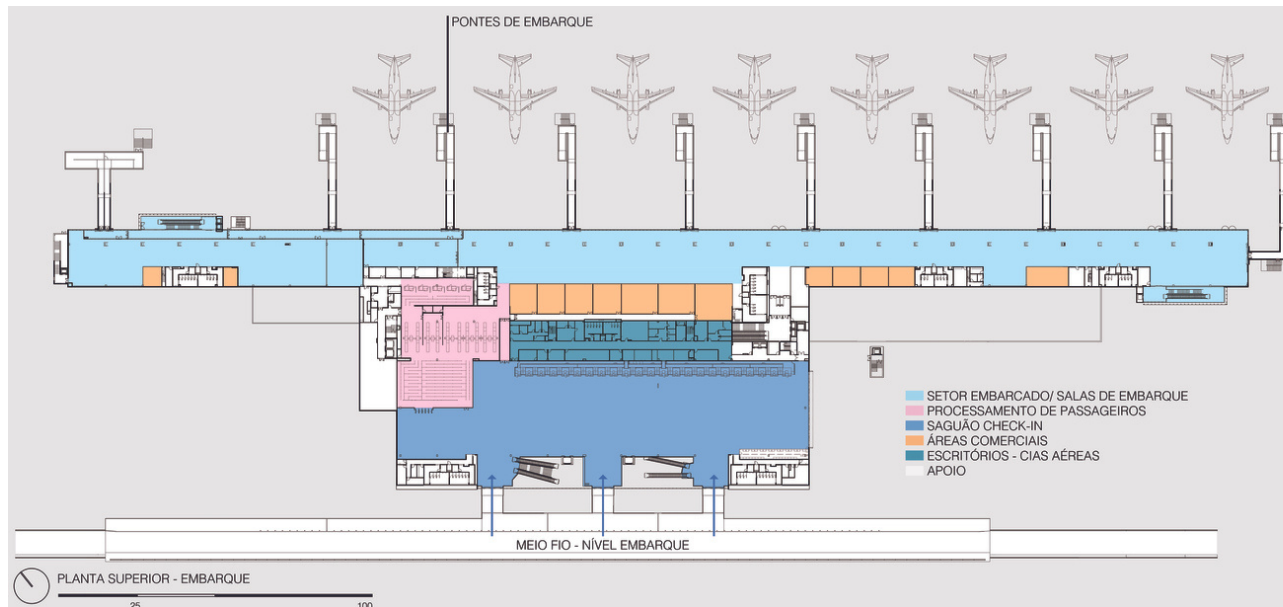 PONTES DE EMBARQUE
SETOR EMBARCADO/ SALAS DE EMBARQUE
PROCESSAMENTO DE PASSAGEIROS
SAGUÃO CHECK-IN
ÁREAS COMERCIAIS
ESCRITÓRIOS - CIAS AÉREAS
APOIO
MEIO FIO - NÍVEL EMBARQUE
PLANTA SUPERIOR - EMBARQUE
25 100